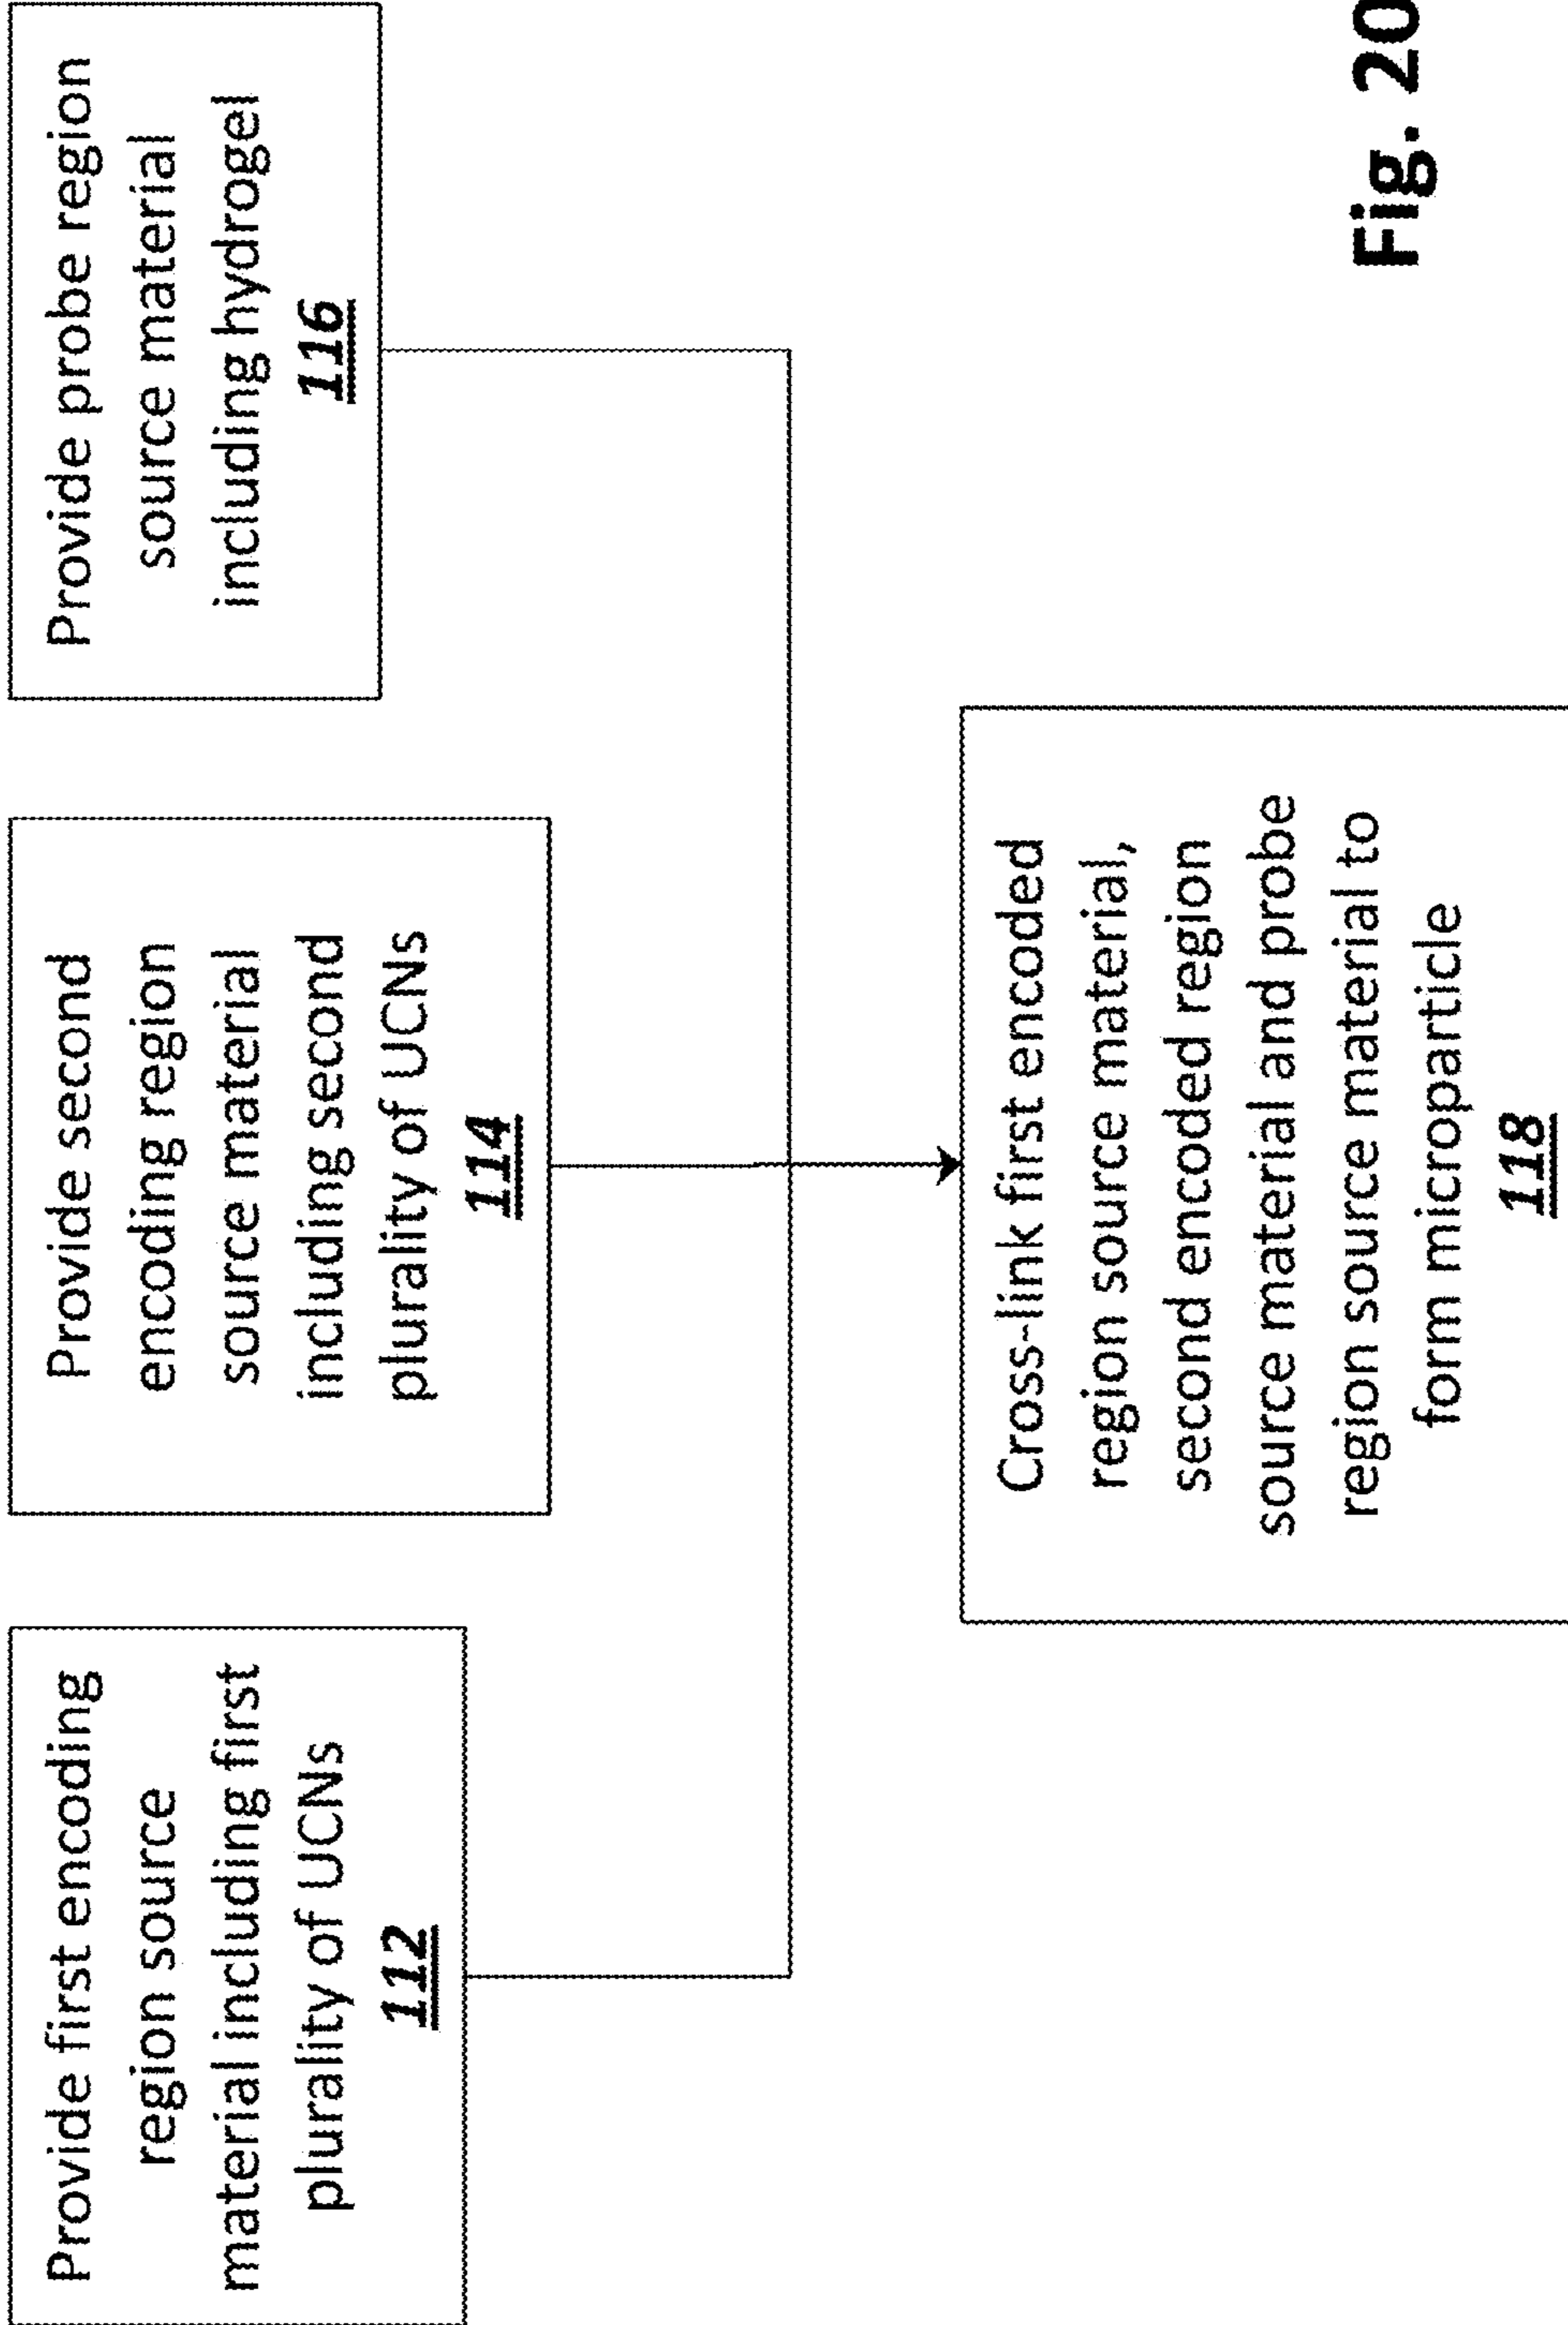 Provide first encoding
region source
material including first
plurality of UCNs
112
Provide second
encoding region
source material
including second
plurality of UCNs
114
Provide probe region
source material
including hydrogel
116
Cross-link first encoded
region source material,
second encoded region
source material and probe
region source material to
form microparticle
118
Fig. 20